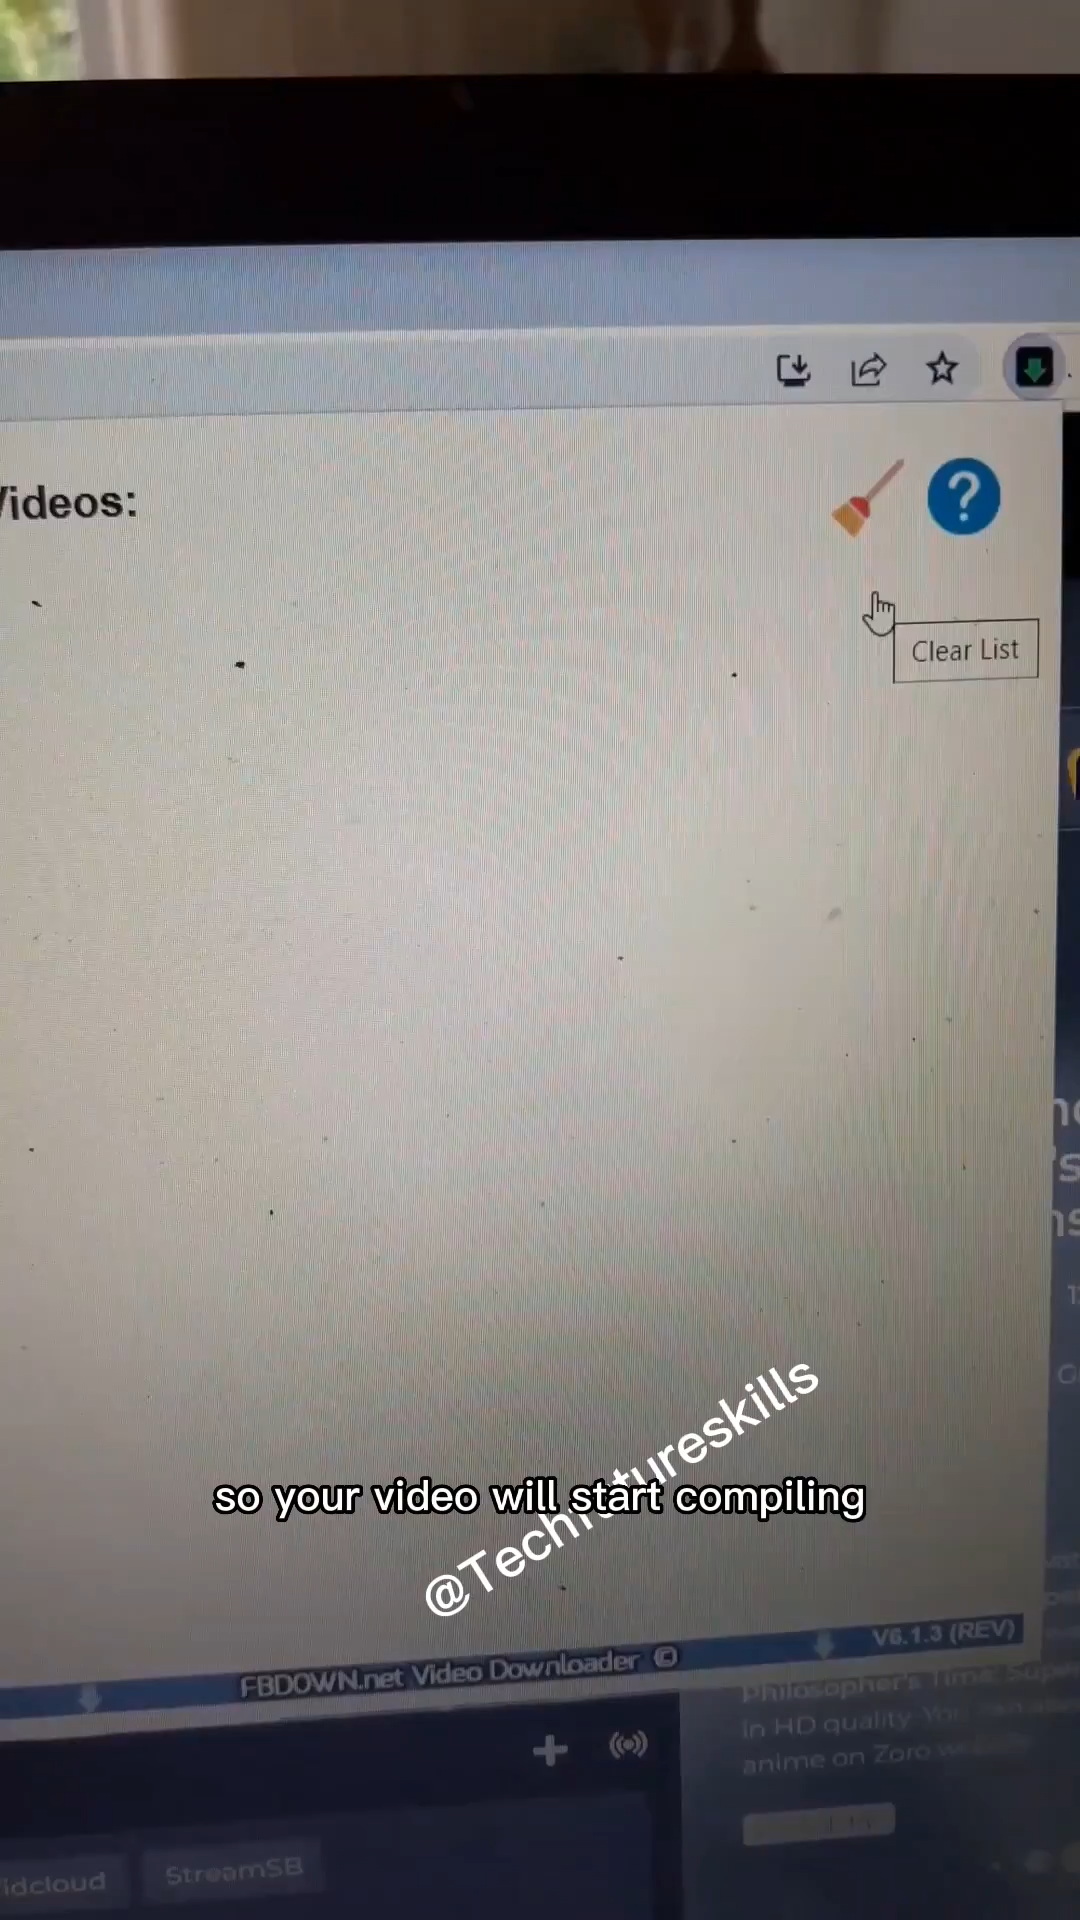 Videos:
?
Clear List
@Techfutureskills
so your video will start compiling
V6.1.3 (REV)
FBDOWN.net Video Downloader ©
in HD quality
anime on Zoro
idcloud
StreamSB